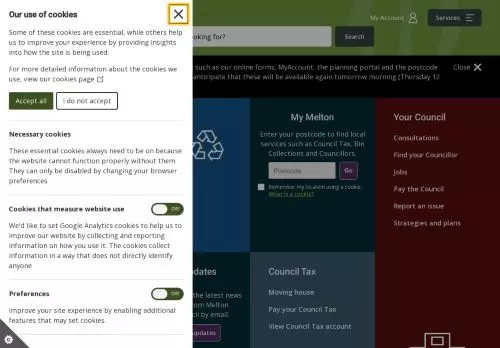 Our use of cookies
Some of these cookies are essential, while others help
us to improve your experience by providing insights
into how the site is being used.
For more detailed information about the cookies we
use, view our cookies page
Accept all
I do not accept
Necessary cookies
These essential cookies always need to be on because
the website cannot function properly without them.
They can only be disabled by changing your browser
preferences
Cookies that measure website use
Off
We'd like to set Google Analytics cookies to help us to
improve our website by collecting and reporting
information on how you use it. The cookies collect
information in a way that does not directly identify
anyone
Preferences
Off
Improve your site experience by enabling additional
features that may set cookies.
My Account
Services
oking for?
Search
such as our online forms, MyAccount, the planning portal and the postcode
nticipate that these will be available again tomorrow morning (Thursday 12
Close
My Melton
Enter your postcode to find local
services such as Council Tax, Bin
Collections and Councillors.
Postcode
Go
Remember my location using a cookie.
What is a cookie?
Your Council
Consultations
Find your Councillor
Jobs
Pay the Council
Report an issue
Strategies and plans
dates
the latest news
om Melton
cil by email.
updates
Council Tax
Moving house
Pay your Council Tax
View Council Tax account